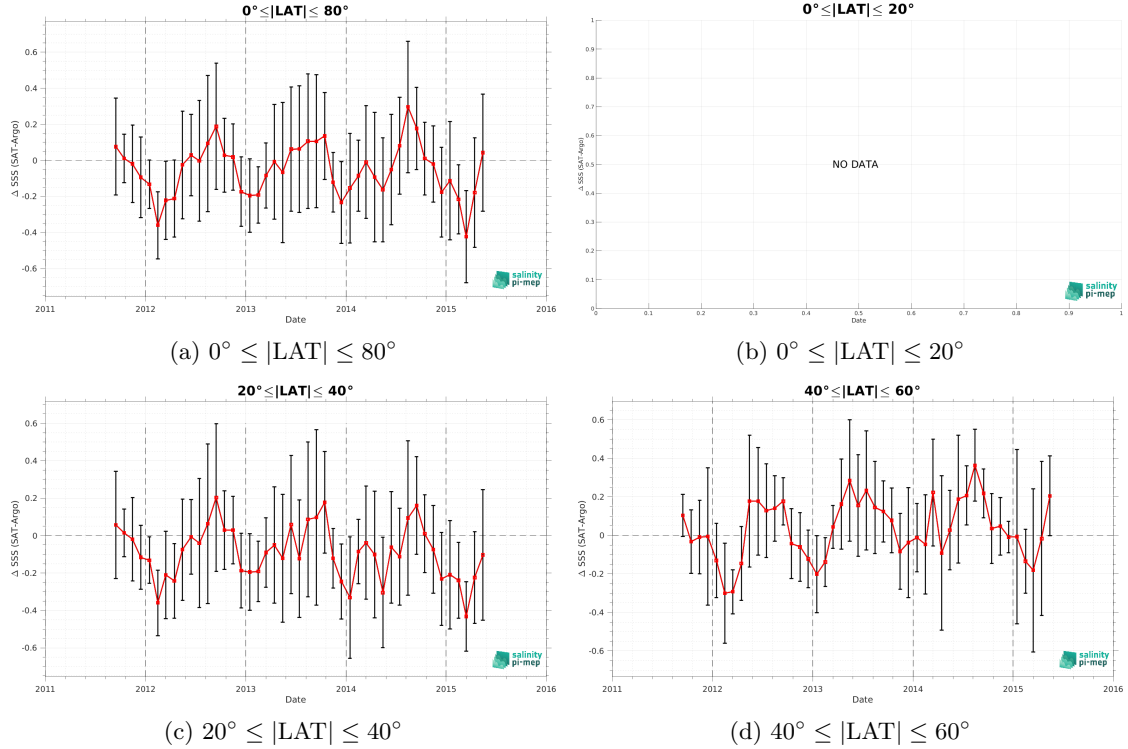 0°≤|LAT|≤ 80°
Δ SSS (SAT-Argo)
0.6
0.4
0.2
0
-0.2
-0.4
-0.6
2011 2012 2013 2014 2015 2016
Date
salinity
pi-mep
(a) 0° ≤ |LAT| ≤ 80°
0°≤|LAT|≤ 20°
Δ SSS (SAT-Argo)
1
0.9
0.8
0.7
0.6
0.5
0.4
0.3
0.2
0.1
0
NO DATA
0 0.1 0.2 0.3 0.4 0.5 0.6 0.7 0.8 0.9 1
Date
salinity
pi-mep
(b) 0° ≤ |LAT| ≤ 20°
20°≤|LAT|≤ 40°
Δ SSS (SAT-Argo)
0.6
0.4
0.2
0
-0.2
-0.4
-0.6
2011 2012 2013 2014 2015 2016
Date
salinity
pi-mep
(c) 20° ≤ |LAT| ≤ 40°
40°≤|LAT|≤ 60°
Δ SSS (SAT-Argo)
0.6
0.4
0.2
0
-0.2
-0.4
-0.6
2011 2012 2013 2014 2015 2016
Date
salinity
pi-mep
(d) 40° ≤ |LAT| ≤ 60°